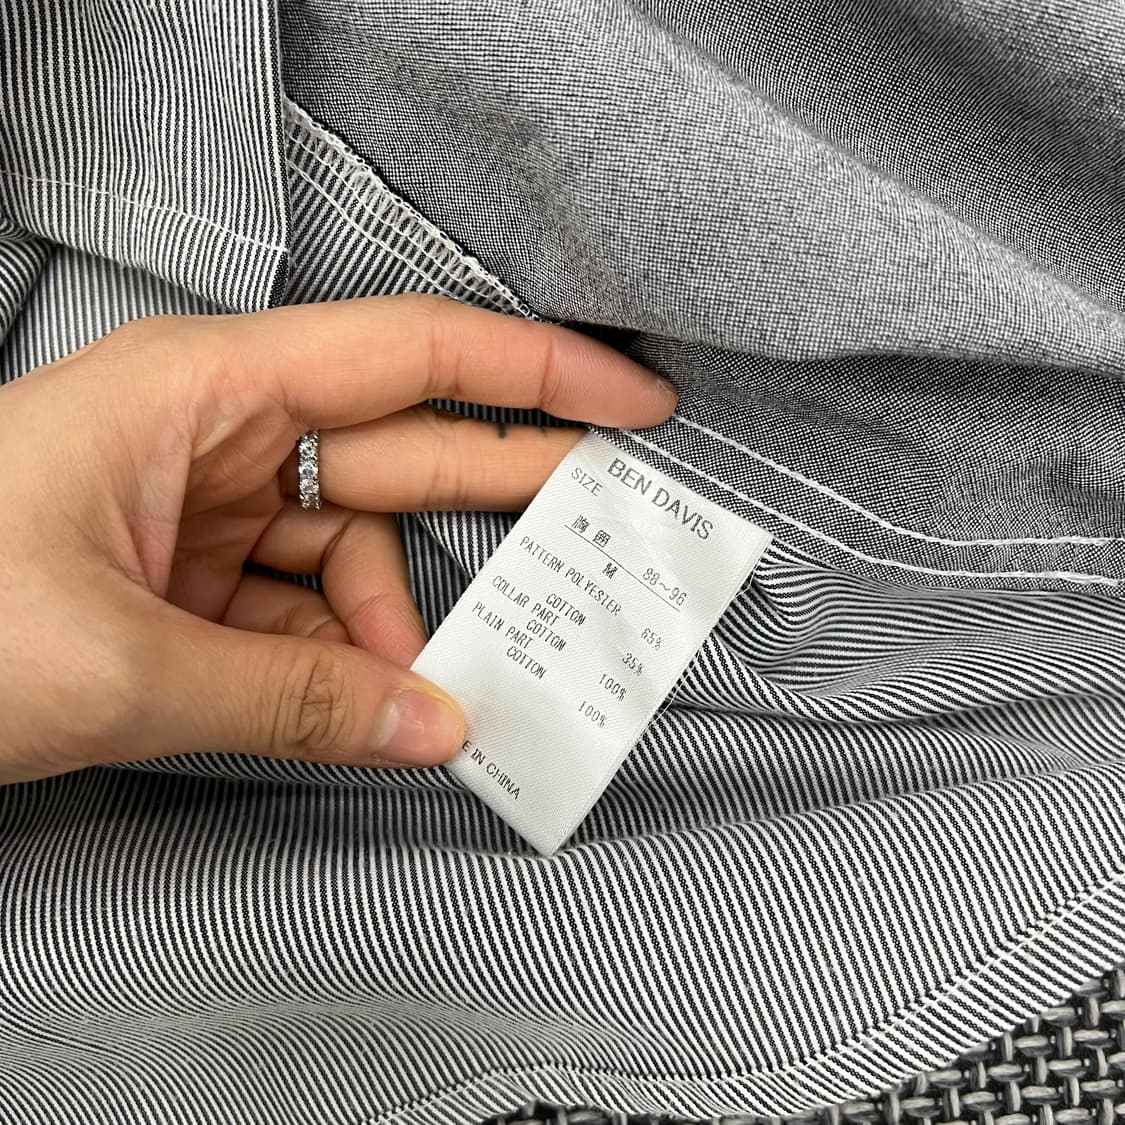 BEN DAVIS
SIZE
胸囲 88~96
M
PATTERN POLYESTER 65%
COTTON 35%
COLLAR PART
COTTON 100%
PLAIN PART
COTTON 100%
E IN CHINA